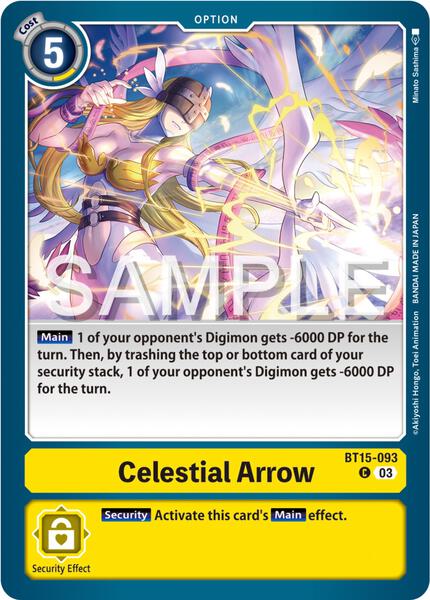 OPTION
Cost
5
Minato Sashima
SAMPLE
Main 1 of your opponent's Digimon gets -6000 DP for the
turn. Then, by trashing the top or bottom card of your
security stack, 1 of your opponent's Digimon gets -6000 DP
for the turn.
©Akiyoshi Hongo, Toei Animation BANDAI MADE IN JAPAN
BT15-093
Celestial Arrow
C 03
Security Activate this card's Main effect.
Security Effect